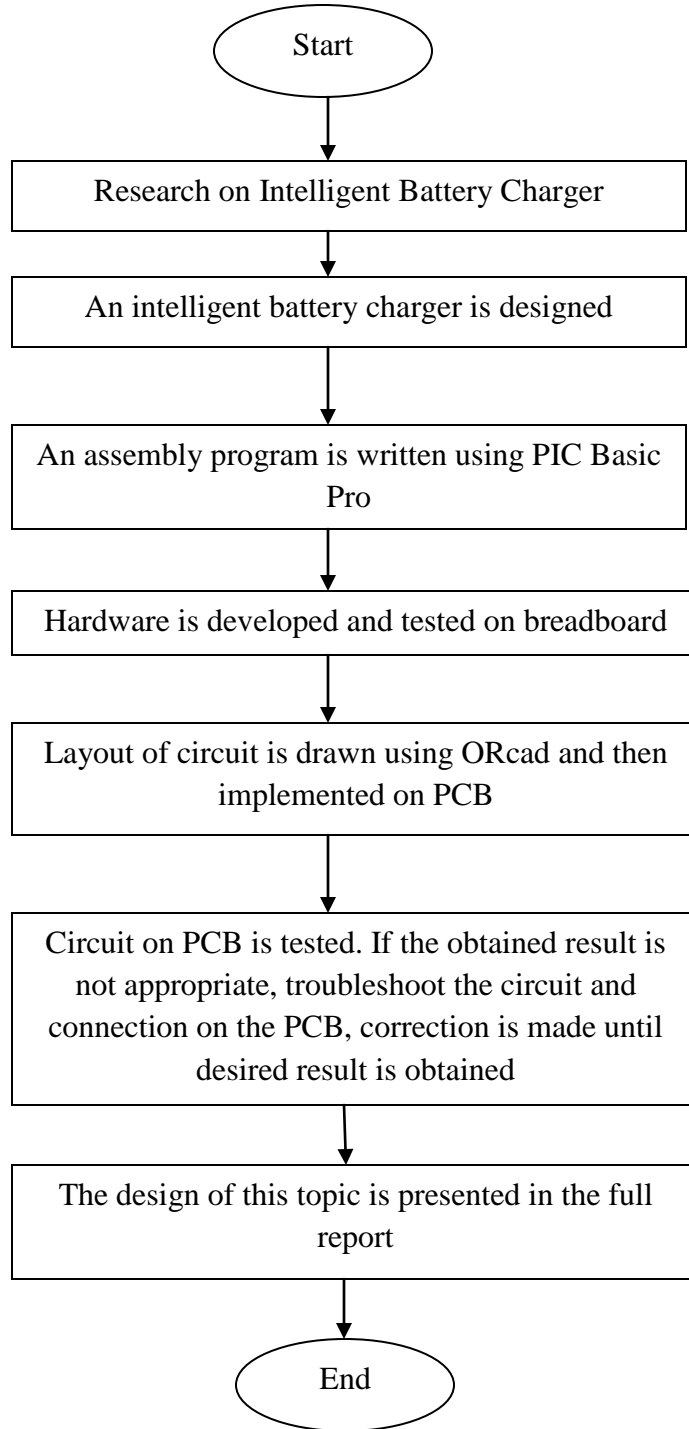 Start
Research on Intelligent Battery Charger
An intelligent battery charger is designed
An assembly program is written using PIC Basic
Pro
Hardware is developed and tested on breadboard
Layout of circuit is drawn using ORcad and then
implemented on PCB
Circuit on PCB is tested. If the obtained result is
not appropriate, troubleshoot the circuit and
connection on the PCB, correction is made until
desired result is obtained
The design of this topic is presented in the full
report
End